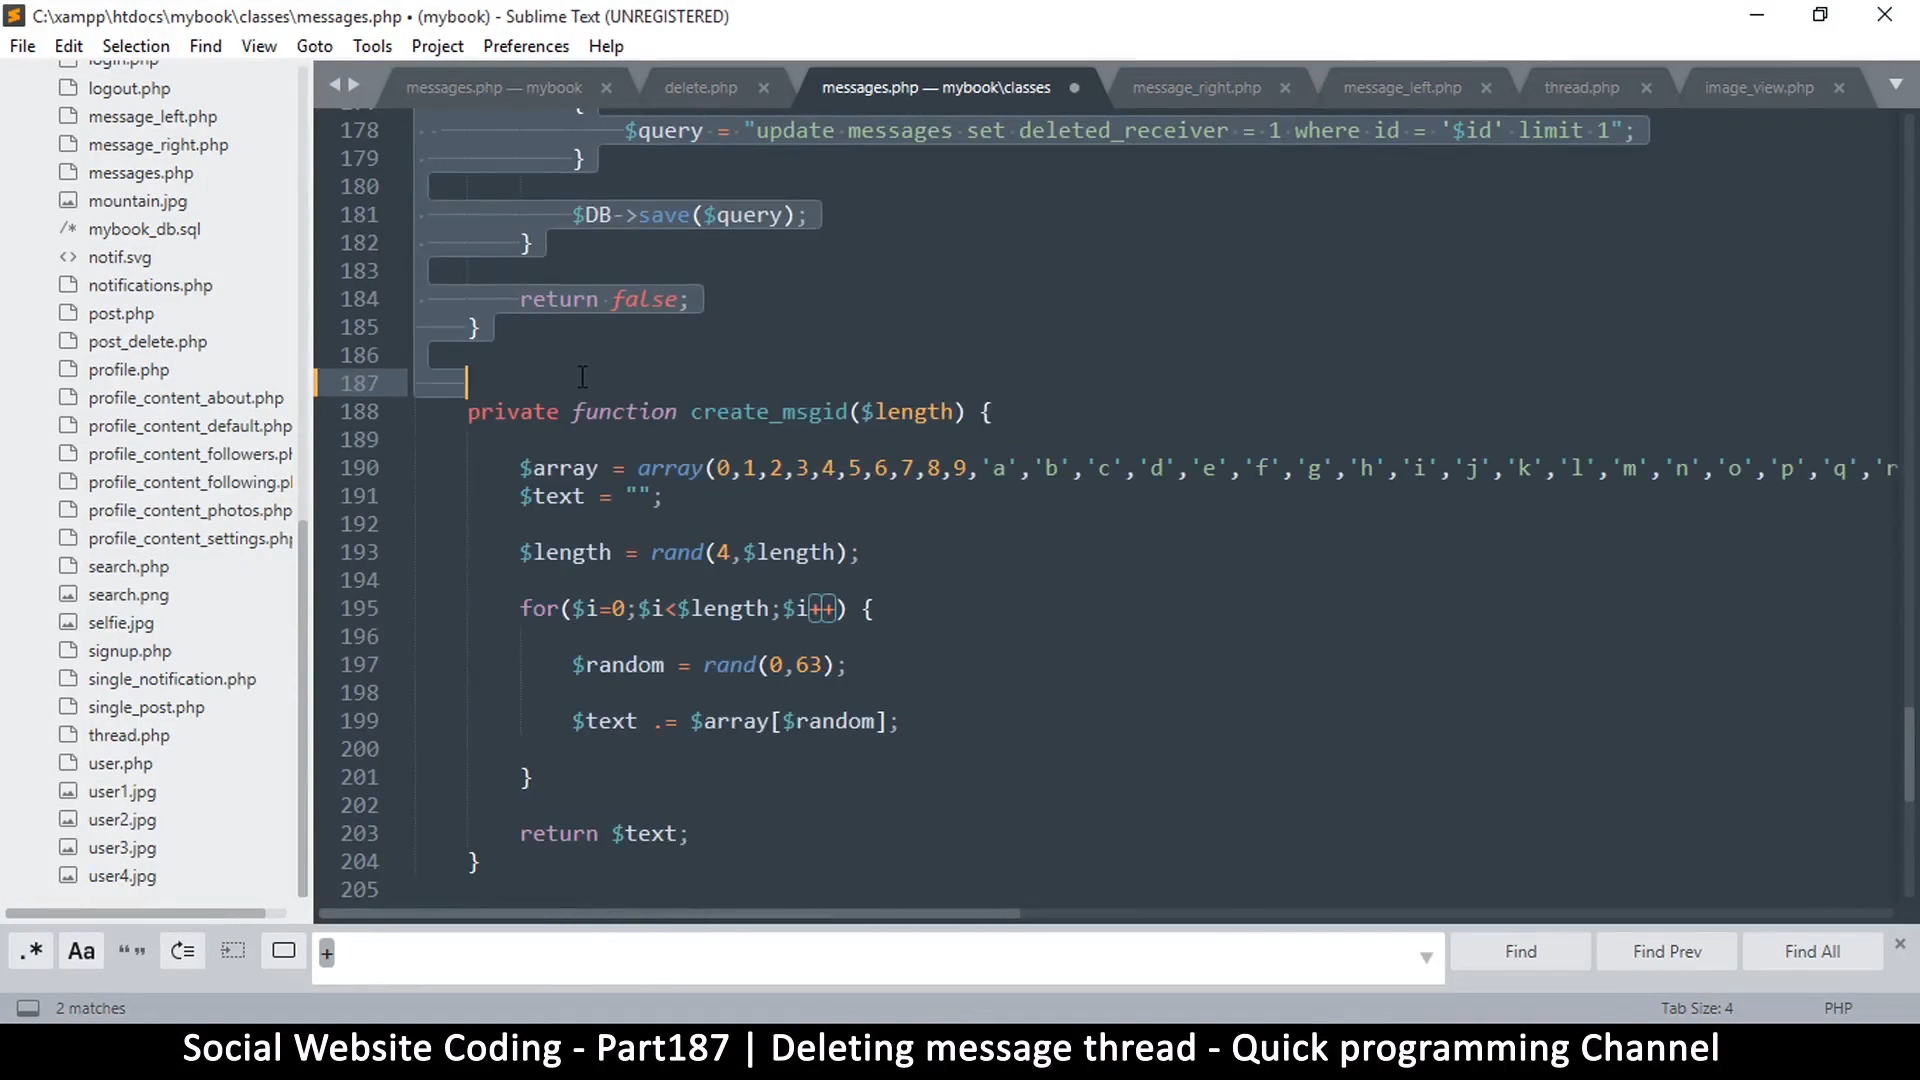 C:\xampp\htdocs\mybook\classes\messages.php • (mybook) - Sublime Text (UNREGISTERED)
File Edit Selection Find View Goto Tools Project Preferences Help
messages.php — mybook delete.php messages.php — mybook\classes message_right.php message_left.php thread.php image_view.php
login.php
logout.php
message_left.php
message_right.php
messages.php
mountain.jpg
mybook_db.sql
notif.svg
notifications.php
post.php
post_delete.php
profile.php
profile_content_about.php
profile_content_default.php
profile_content_followers.ph
profile_content_following.pl
profile_content_photos.php
profile_content_settings.php
search.php
search.png
selfie.jpg
signup.php
single_notification.php
single_post.php
thread.php
user.php
user1.jpg
user2.jpg
user3.jpg
user4.jpg
{
178 $query = "update messages set deleted_receiver = 1 where id = '$id' limit 1";
179 }
180
181 $DB->save($query);
182 }
183
184 return false;
185 }
186
187
188 private function create_msgid($length) {
189
190 $array = array(0,1,2,3,4,5,6,7,8,9,'a','b','c','d','e','f','g','h','i','j','k','l','m','n','o','p','q','r
191 $text = "";
192
193 $length = rand(4,$length);
194
195 for($i=0;$i<$length;$i++) {
196
197 $random = rand(0,63);
198
199 $text .= $array[$random];
200
201 }
202
203 return $text;
204 }
205
.* Aa “” + Find Find Prev Find All
2 matches Tab Size: 4 PHP
Social Website Coding - Part187 | Deleting message thread - Quick programming Channel